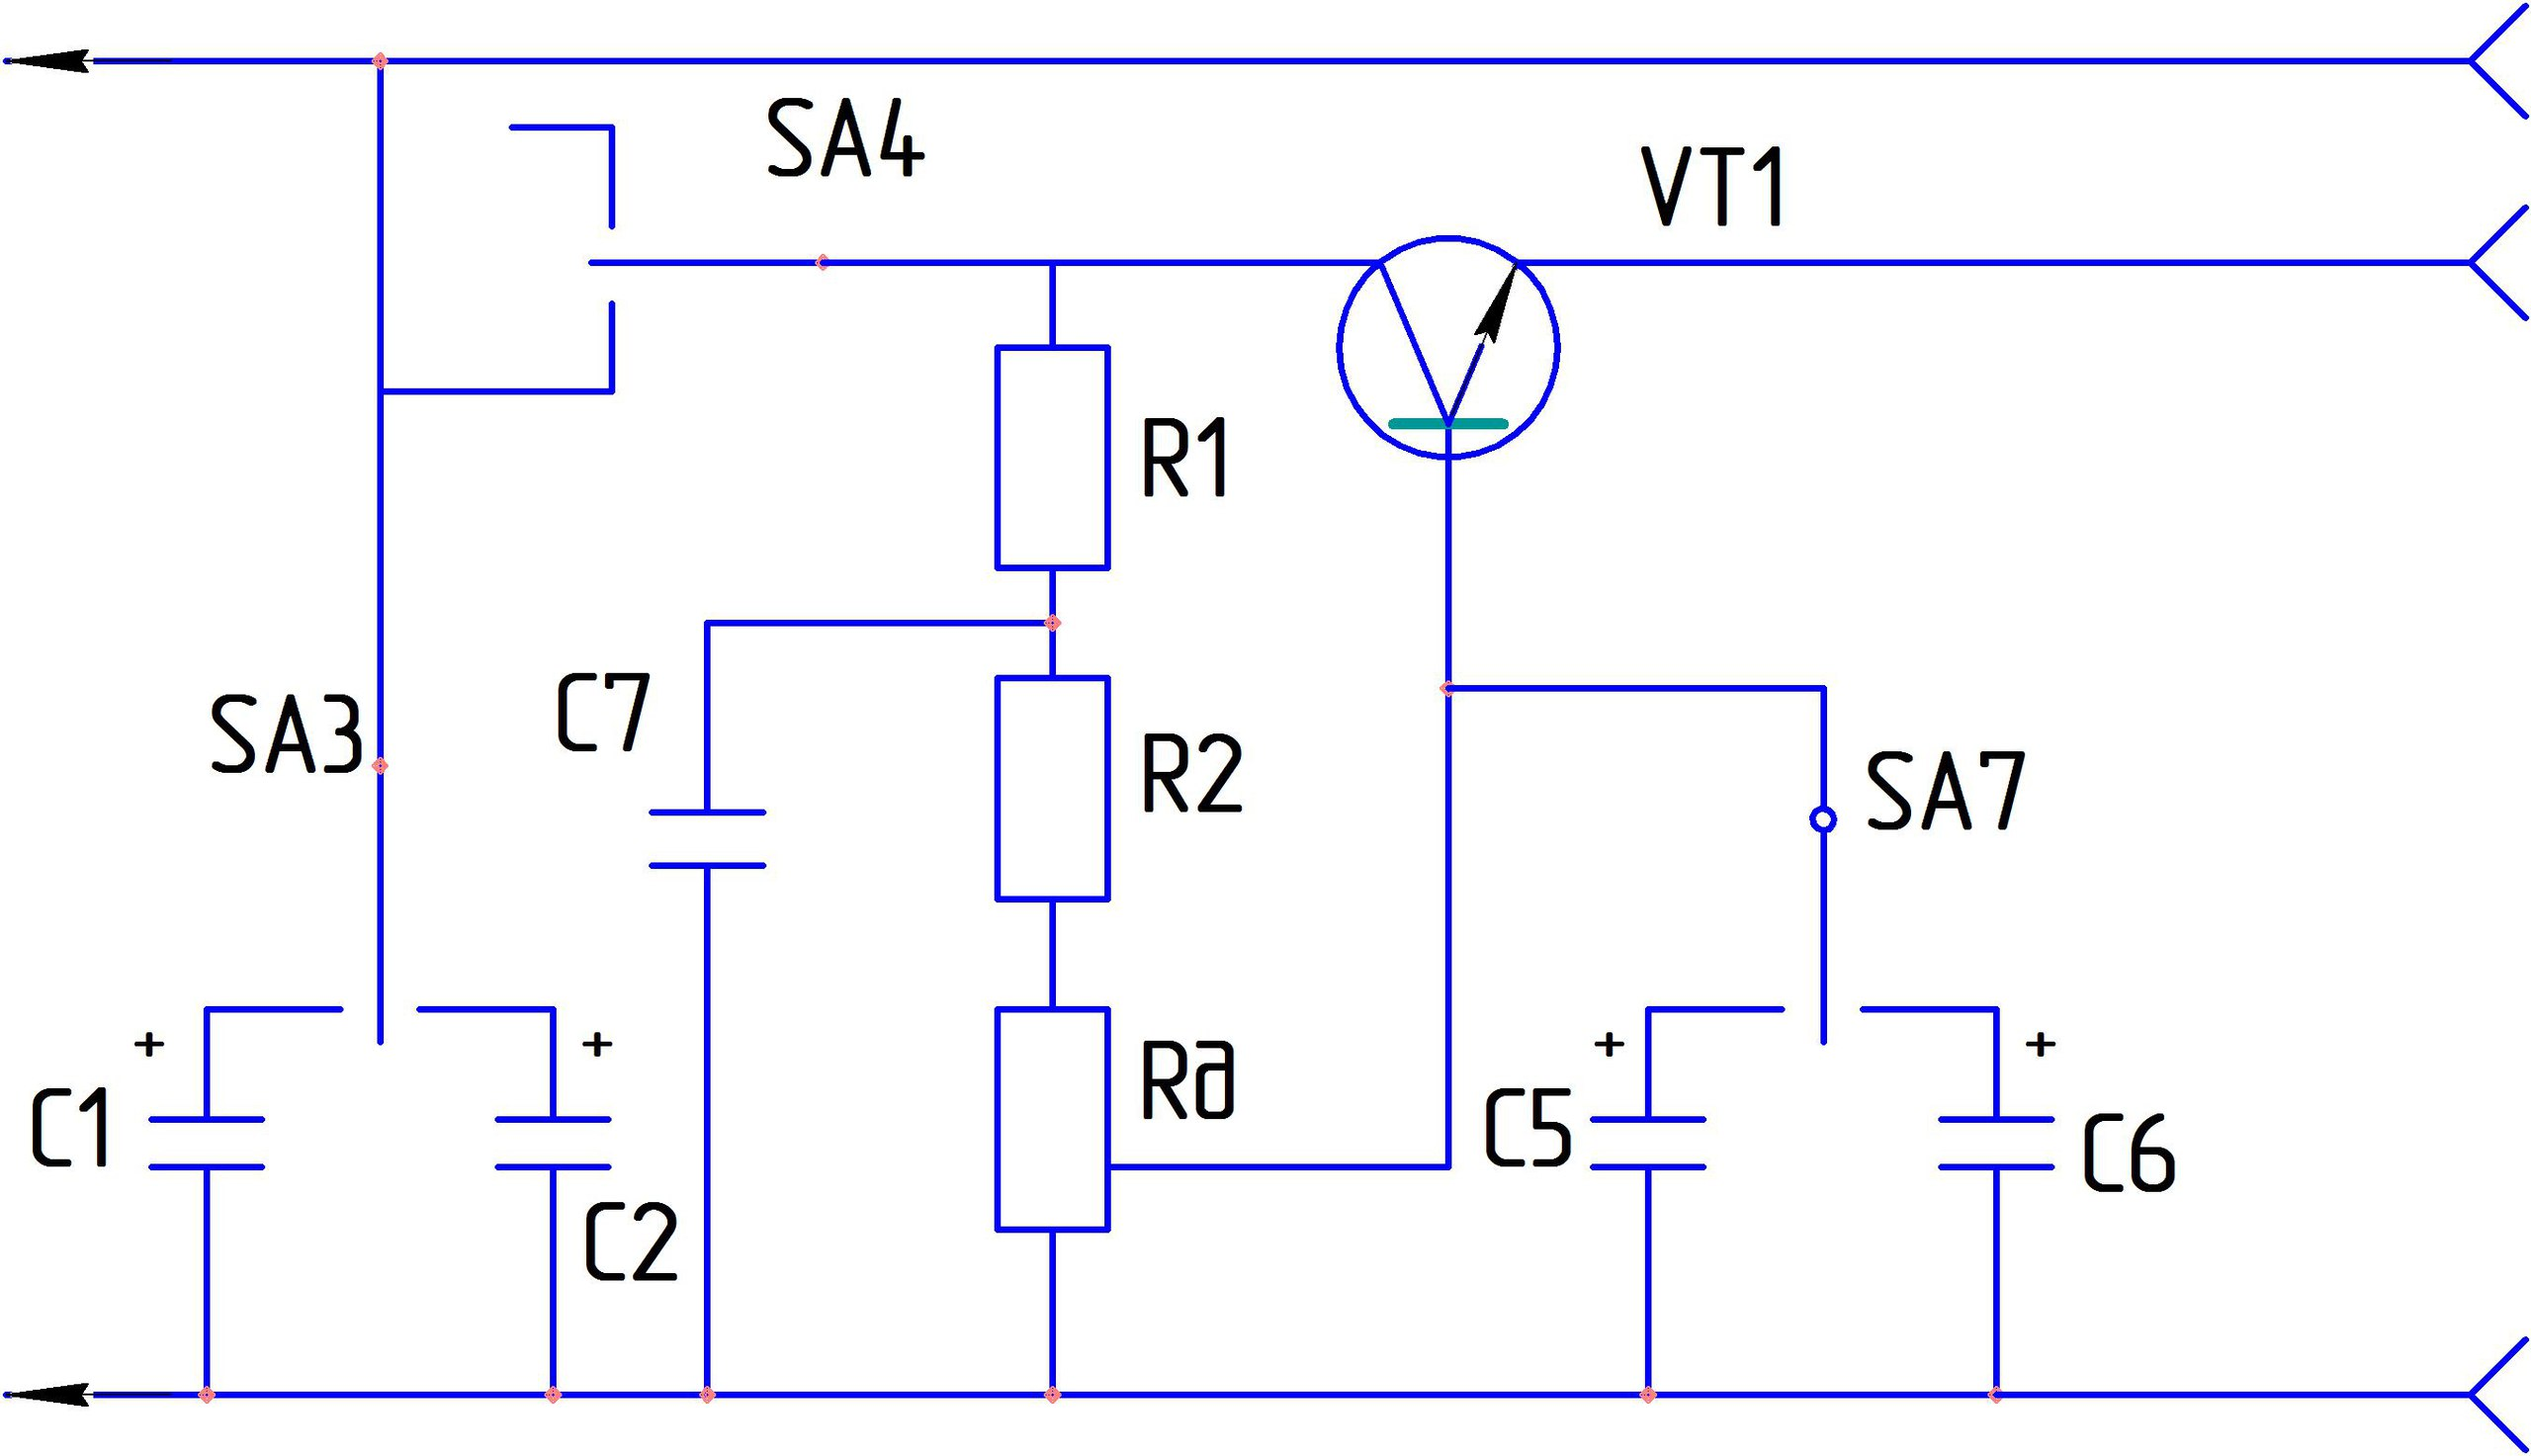 SA4
VT1
R1
C7
SA3
R2
SA7
+
+
+
+
C1
Rд
C5
C6
C2